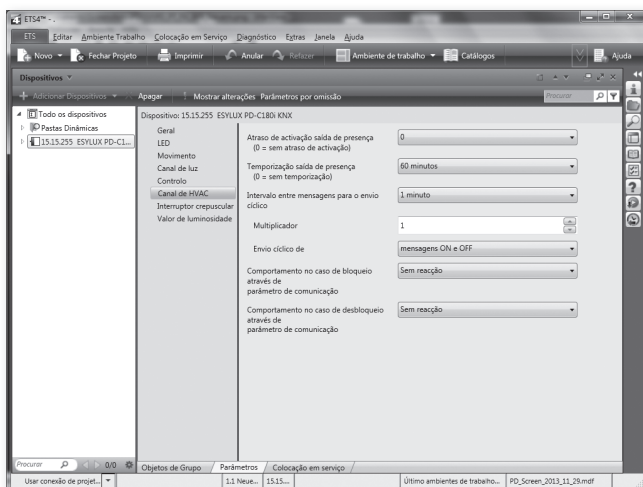 ETS4™ - .
ETS Editar Ambiente Trabalho Colocação em Serviço Diagnóstico Extras Janela Ajuda
Novo Fechar Projeto Imprimir Anular Refazer Ambiente de trabalho Catálogos Ajuda
Dispositivos
Adicionar Dispositivos Apagar Mostrar alterações Parâmetros por omissão Procurar
Todo os dispositivos
Pastas Dinámicas
15.15.255 ESYLUX PD-C1...
Dispositivo: 15.15.255 ESYLUX PD-C180i KNX
Geral
LED
Movimento
Canal de luz
Controlo
Canal de HVAC
Interruptor crepuscular
Valor de luminosidade
Atraso de activação saída de presença
(0 = sem atraso de activação)
0
Temporização saída de presença
(0 = sem temporização)
60 minutos
Intervalo entre mensagens para o envio
cíclico
1 minuto
Multiplicador
1
Envio cíclico de
mensagens ON e OFF
Comportamento no caso de bloqueio
através de
parâmetro de comunicação
Sem reacção
Comportamento no caso de desbloqueio
através de
parâmetro de comunicação
Sem reacção
Procurar 0/0
Objetos de Grupo Parâmetros Colocação em serviço
Usar conexão de projet... 1.1 Neue... 15.15.... Último ambientes de trabalho... PD_Screen_2013_11_29.mdf